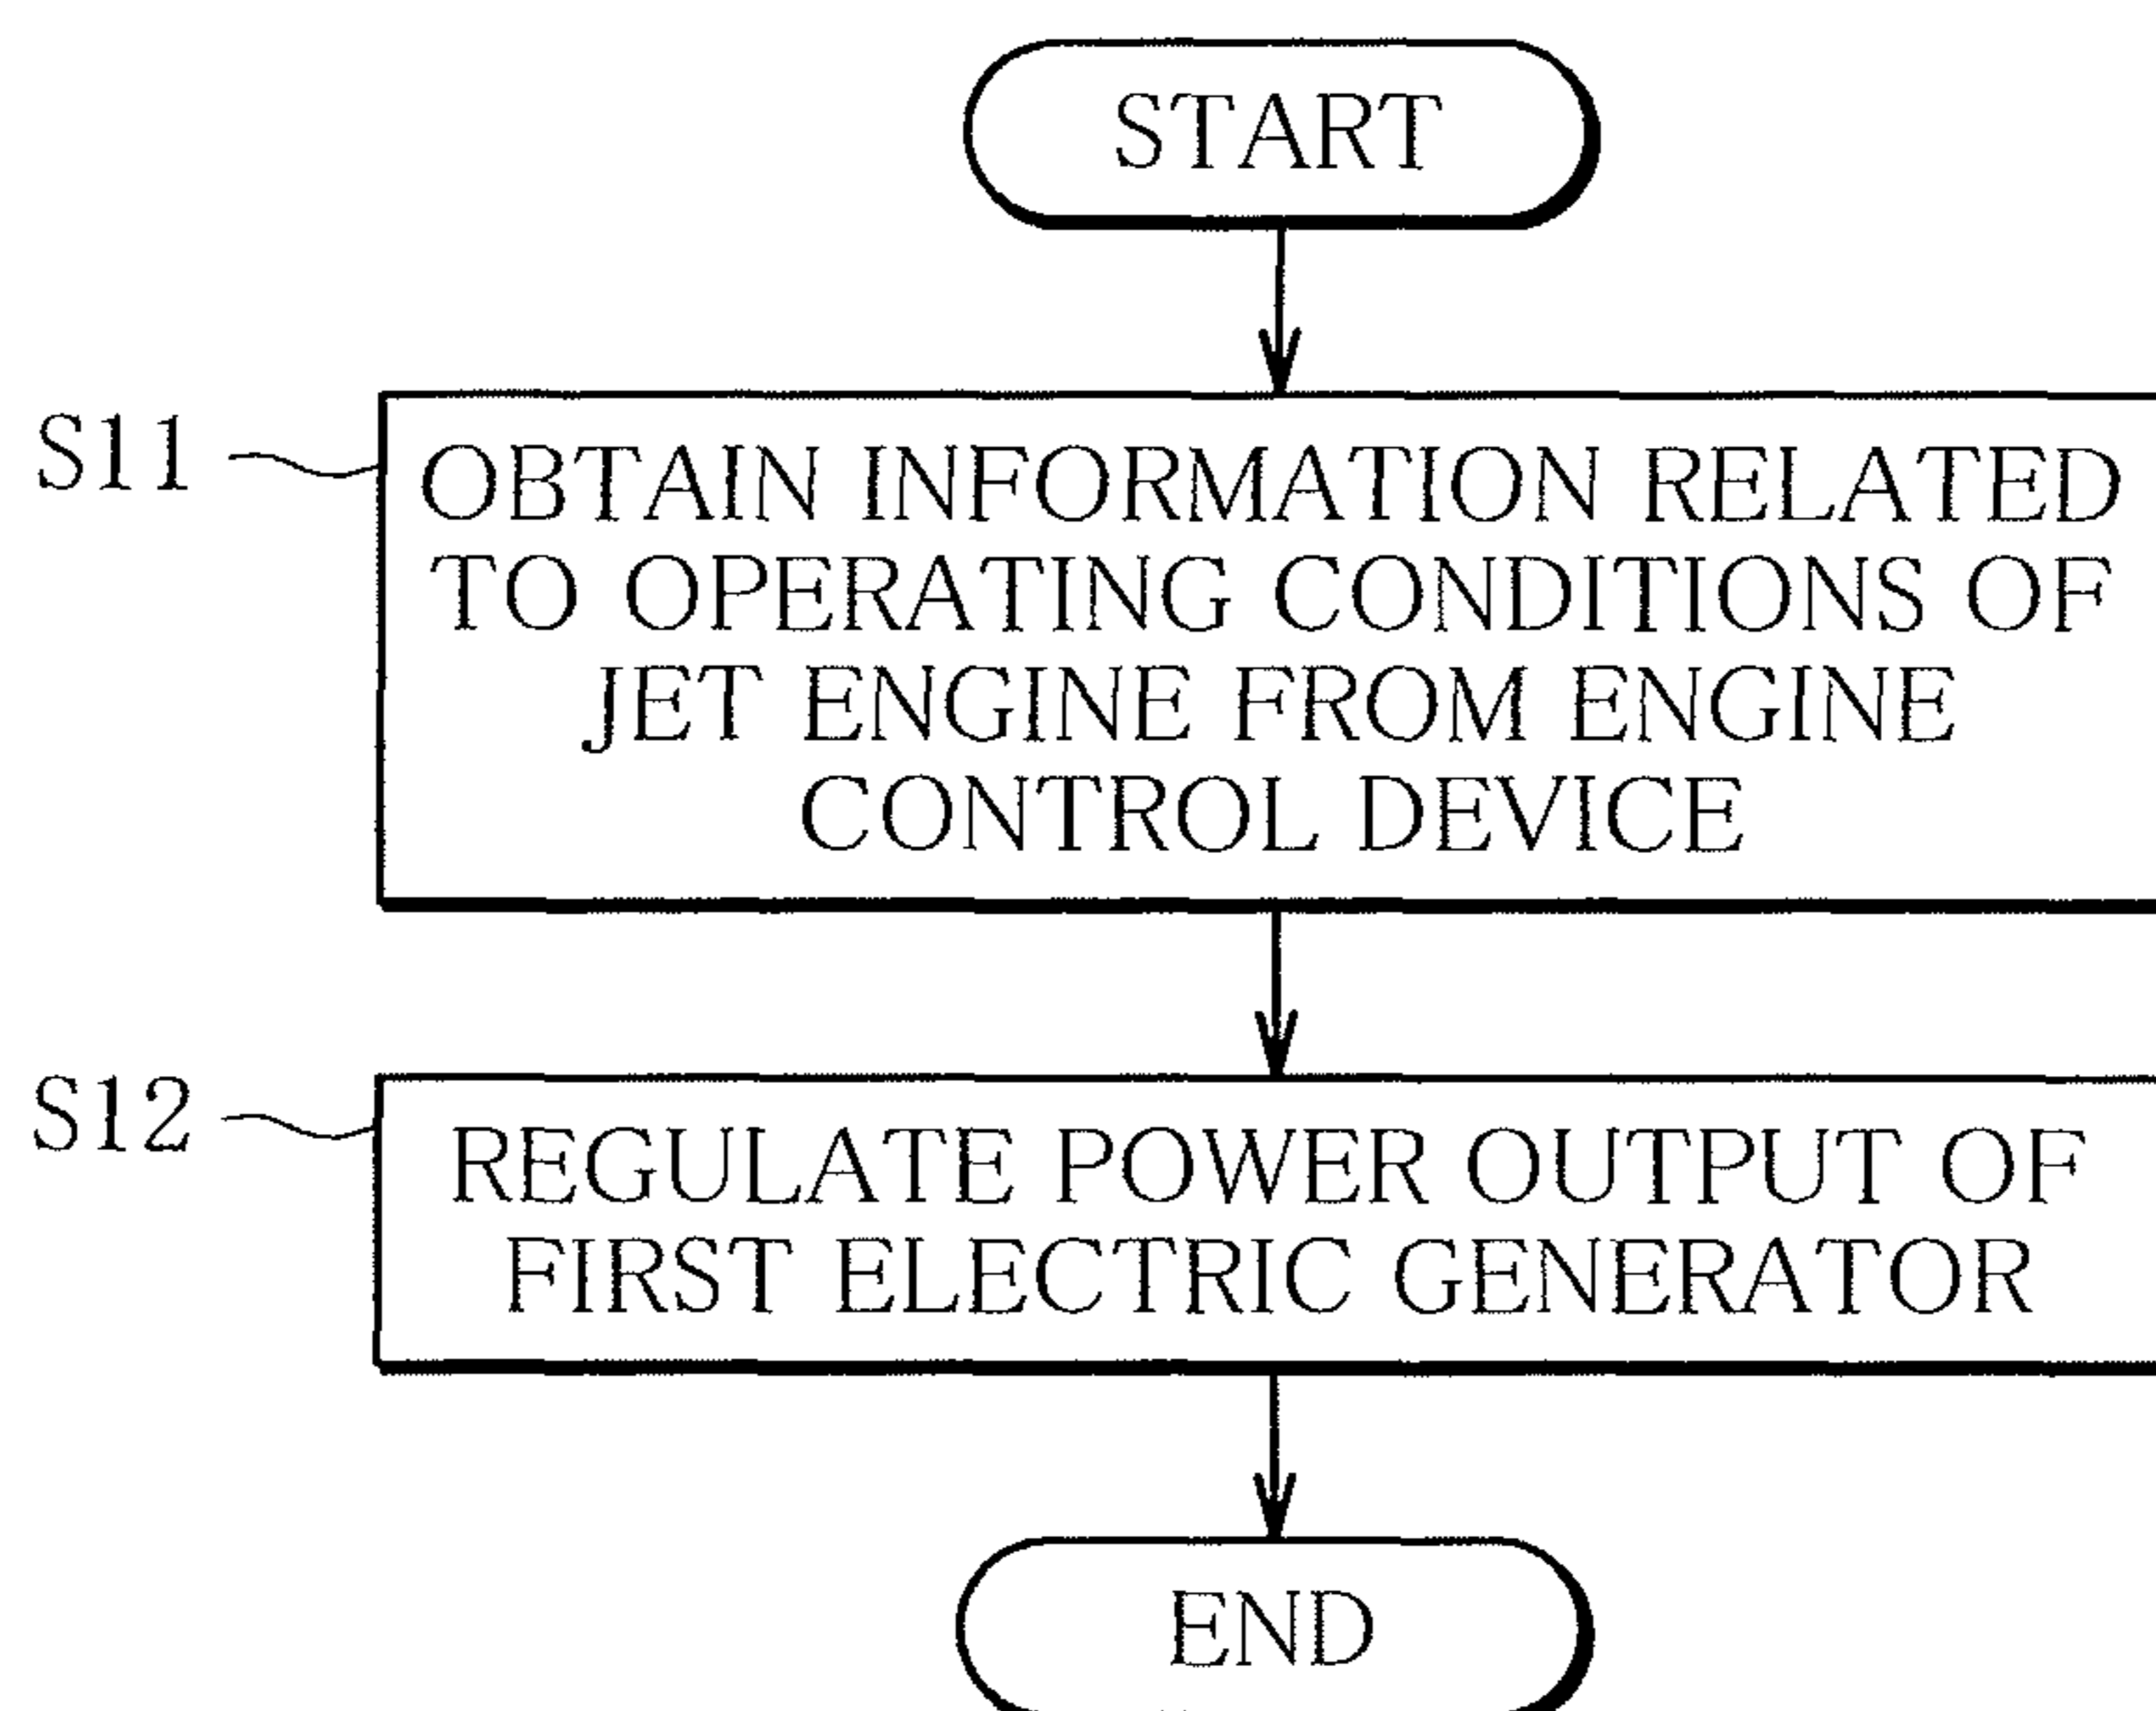 START
S11
OBTAIN INFORMATION RELATED
TO OPERATING CONDITIONS OF
JET ENGINE FROM ENGINE
CONTROL DEVICE
S12
REGULATE POWER OUTPUT OF
FIRST ELECTRIC GENERATOR
END